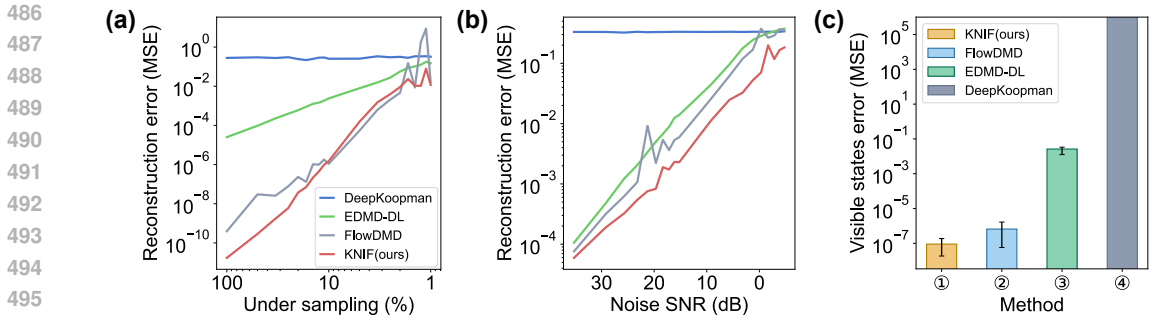 486
487
488
489
490
491
492
493
494
495
(a)
Reconstruction error (MSE)
10^0
10^-2
10^-4
10^-6
10^-8
10^-10
DeepKoopman
EDMD-DL
FlowDMD
KNIF(ours)
100
10
1
Under sampling (%)
(b)
Reconstruction error (MSE)
10^-1
10^-2
10^-3
10^-4
30
20
10
0
Noise SNR (dB)
(c)
Visible states error (MSE)
10^5
10^3
10^1
10^-1
10^-3
10^-5
10^-7
KNIF(ours)
FlowDMD
EDMD-DL
DeepKoopman
① ② ③ ④
Method